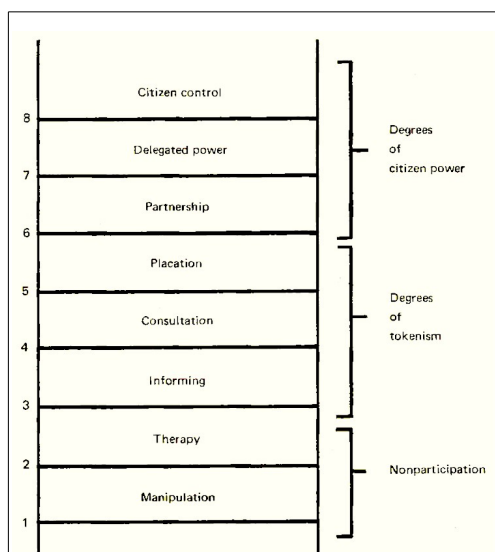 Citizen control
8
Delegated power
7
Partnership
6
Placation
5
Consultation
4
Informing
3
Therapy
2
Manipulation
1
Degrees
of
citizen power
Degrees
of
tokenism
Nonparticipation